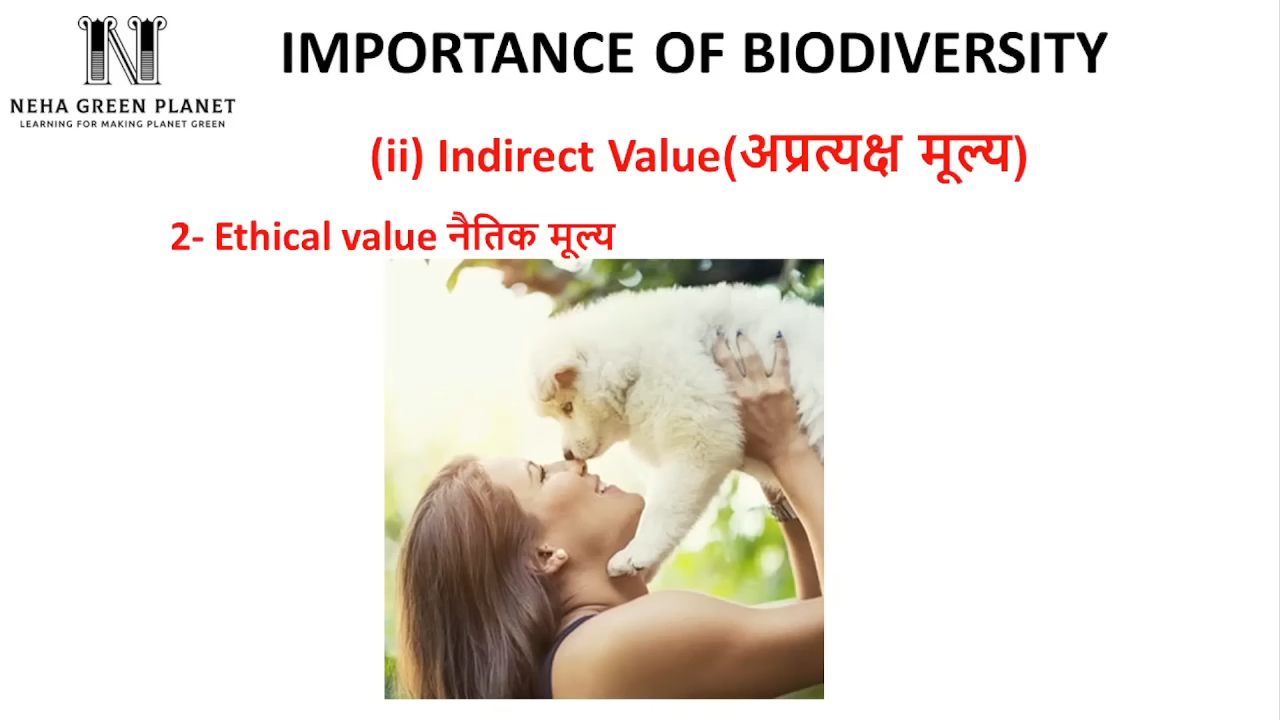 IMPORTANCE OF BIODIVERSITY
NEHA GREEN PLANET
LEARNING FOR MAKING PLANET GREEN
(ii) Indirect Value(अप्रत्यक्ष मूल्य)
2- Ethical value नैतिक मूल्य